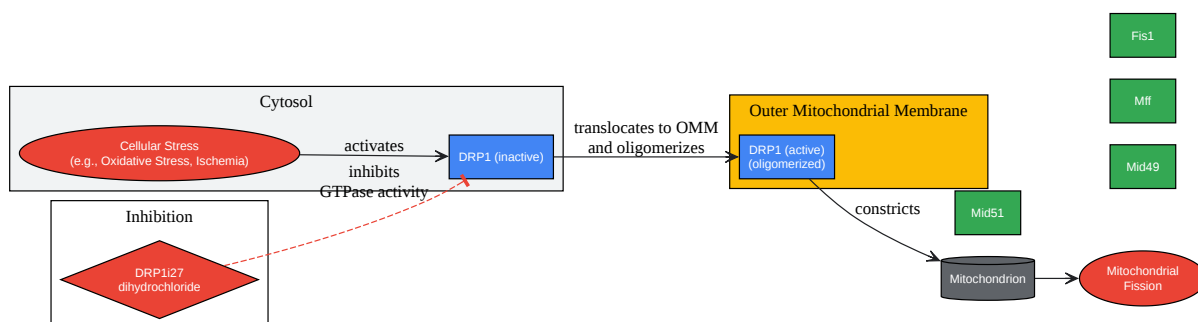 Fis1
Mff
Mid49
Cytosol
Cellular Stress
(e.g., Oxidative Stress, Ischemia)
activates
DRP1 (inactive)
inhibits
GTPase activity
translocates to OMM
and oligomerizes
Outer Mitochondrial Membrane
DRP1 (active)
(oligomerized)
Mid51
constricts
Inhibition
DRP1i27
dihydrochloride
Mitochondrion
Mitochondrial
Fission